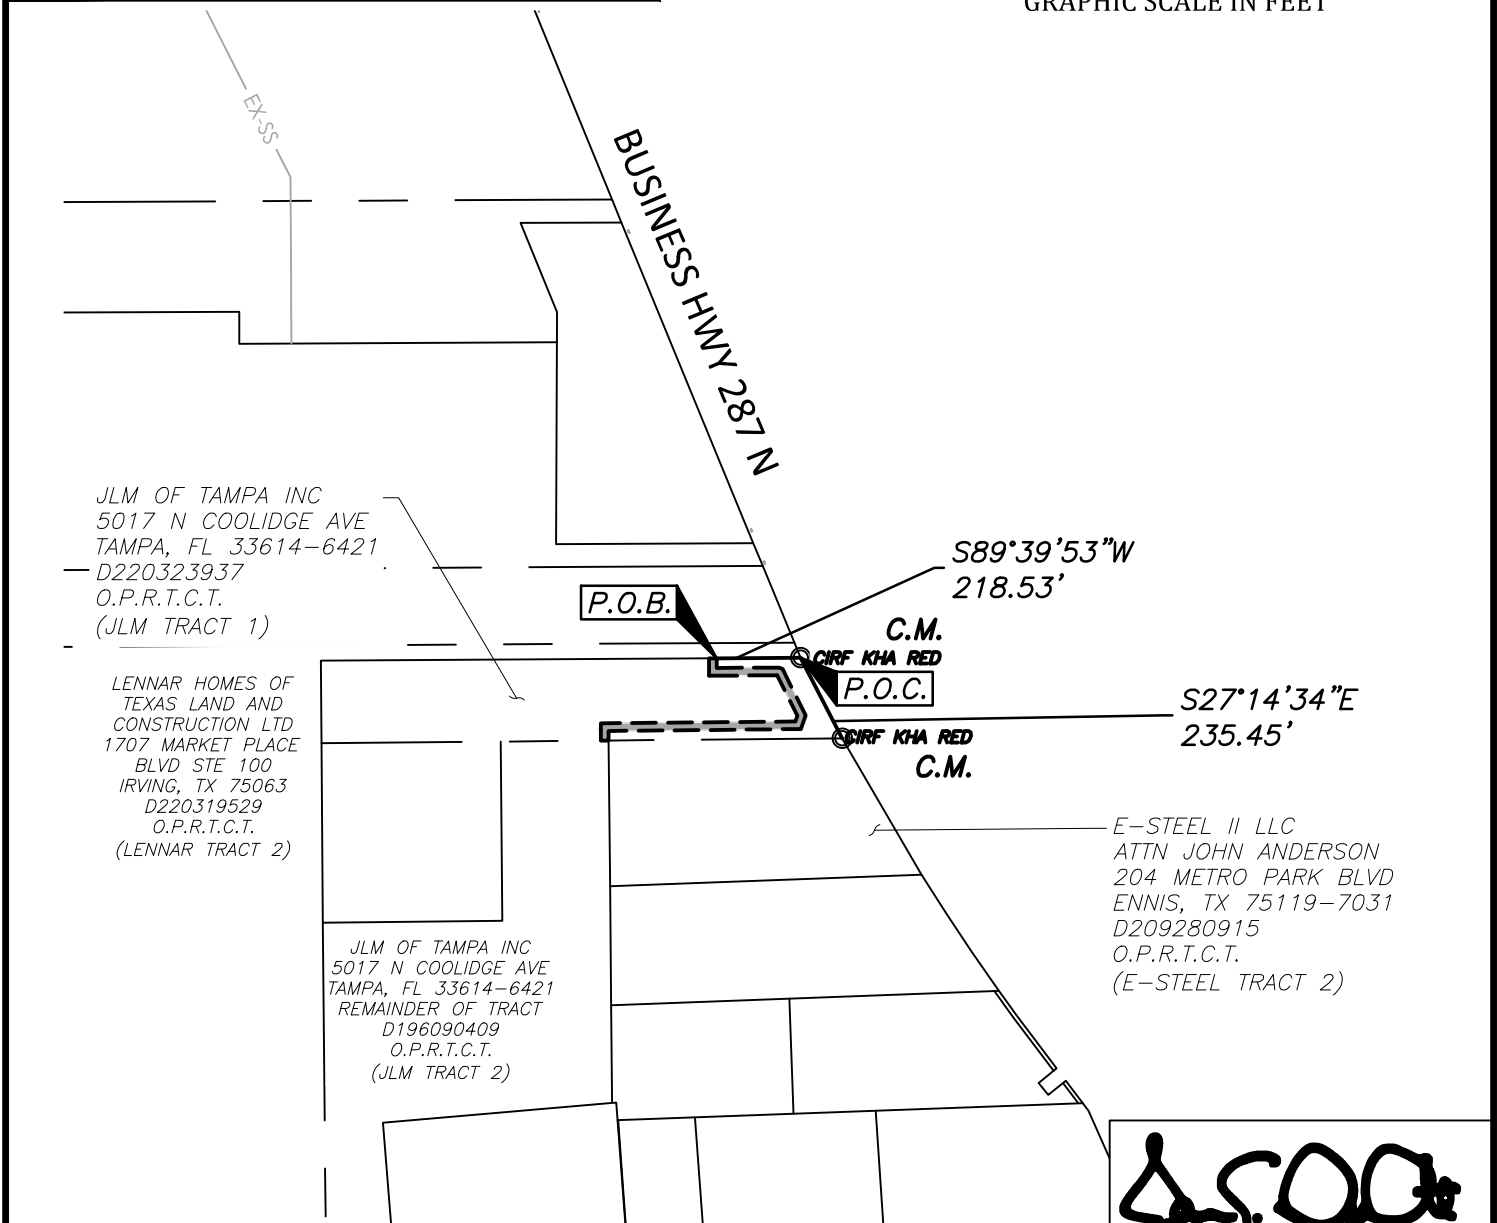 GRAPHIC SCALE IN FEET
EX-SS
BUSINESS HWY 287 N
JLM OF TAMPA INC
5017 N COOLIDGE AVE
TAMPA, FL 33614-6421
D220323937
O.P.R.T.C.T.
(JLM TRACT 1)
S89°39'53"W
218.53'
P.O.B.
C.M.
CIRF KHA RED
P.O.C.
LENNAR HOMES OF
TEXAS LAND AND
CONSTRUCTION LTD
1707 MARKET PLACE
BLVD STE 100
IRVING, TX 75063
D220319529
O.P.R.T.C.T.
(LENNAR TRACT 2)
S27°14'34"E
235.45'
CIRF KHA RED
C.M.
E-STEEL II LLC
ATTN JOHN ANDERSON
204 METRO PARK BLVD
ENNIS, TX 75119-7031
D209280915
O.P.R.T.C.T.
(E-STEEL TRACT 2)
JLM OF TAMPA INC
5017 N COOLIDGE AVE
TAMPA, FL 33614-6421
REMAINDER OF TRACT
D196090409
O.P.R.T.C.T.
(JLM TRACT 2)